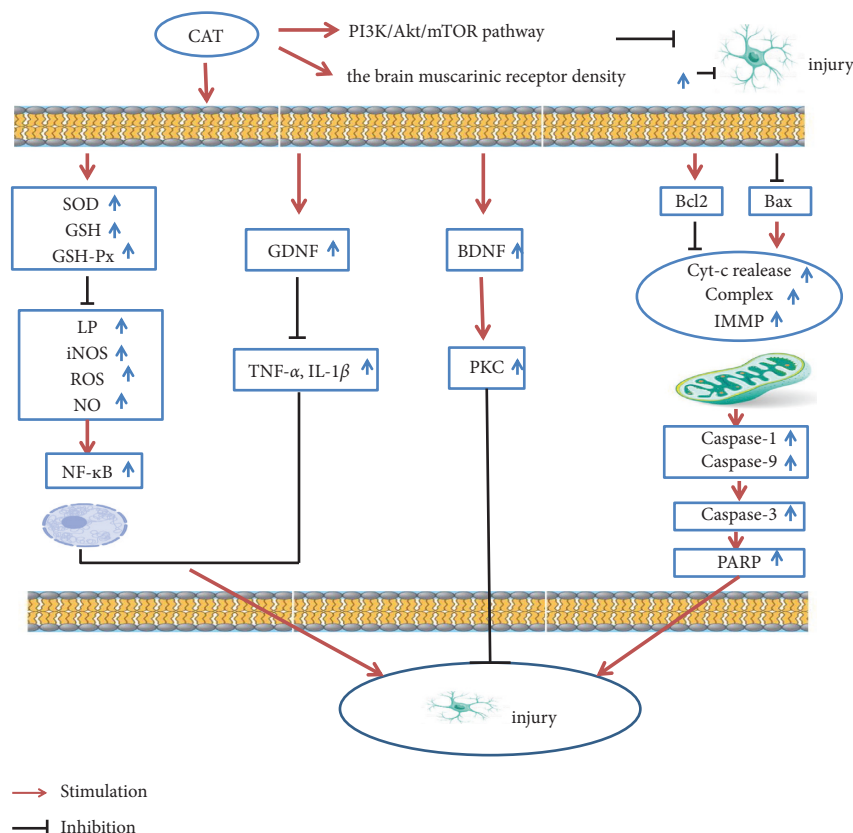 CAT
PI3K/Akt/mTOR pathway
the brain muscarinic receptor density
injury
SOD
GSH
GSH-Px
LP
iNOS
ROS
NO
NF-κB
GDNF
TNF-α, IL-1β
BDNF
PKC
Bcl2
Bax
Cyt-c realease
Complex
IMMP
Caspase-1
Caspase-9
Caspase-3
PARP
injury
Stimulation
Inhibition